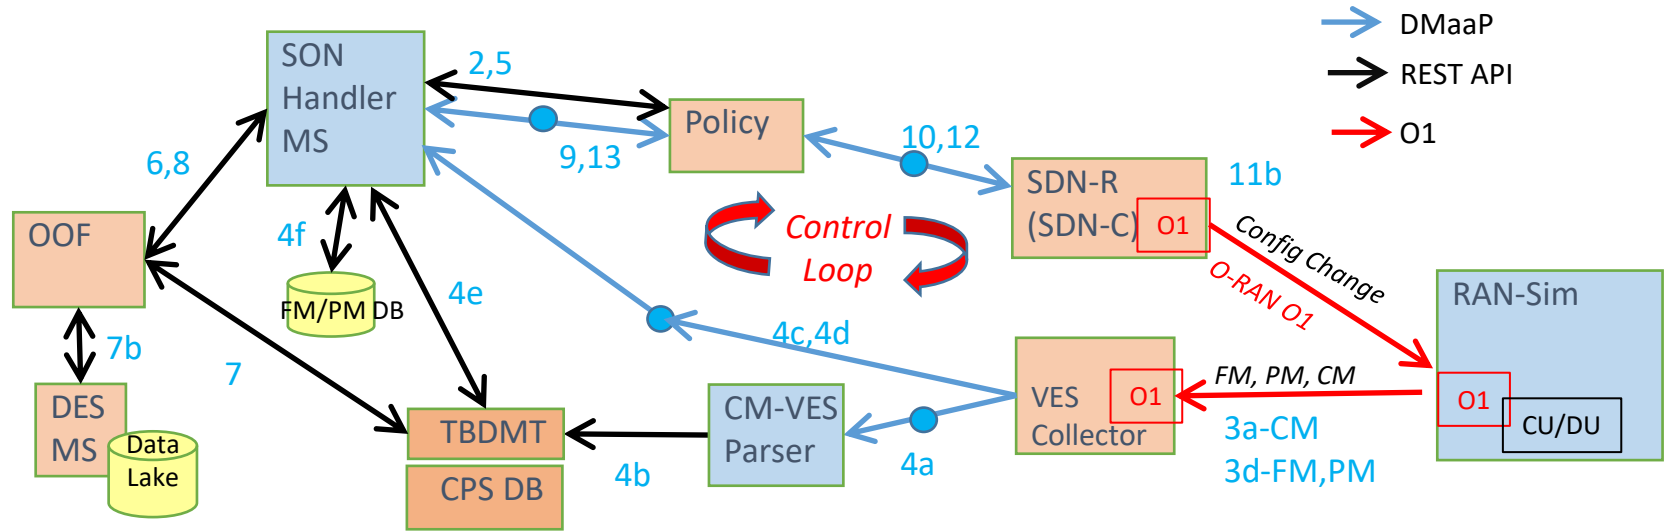 DMaaP
REST API
O1
SON
Handler
MS
2,5
9,13
Policy
10,12
SDN-R
(SDN-C)
O1
11b
6,8
OOF
4f
FM/PM DB
4e
Control
Loop
Config Change
O-RAN O1
RAN-Sim
O1
CU/DU
7b
7
4c,4d
FM, PM, CM
3a-CM
3d-FM,PM
VES
Collector
O1
DES
MS
Data
Lake
TBDMT
CPS DB
4b
CM-VES
Parser
4a